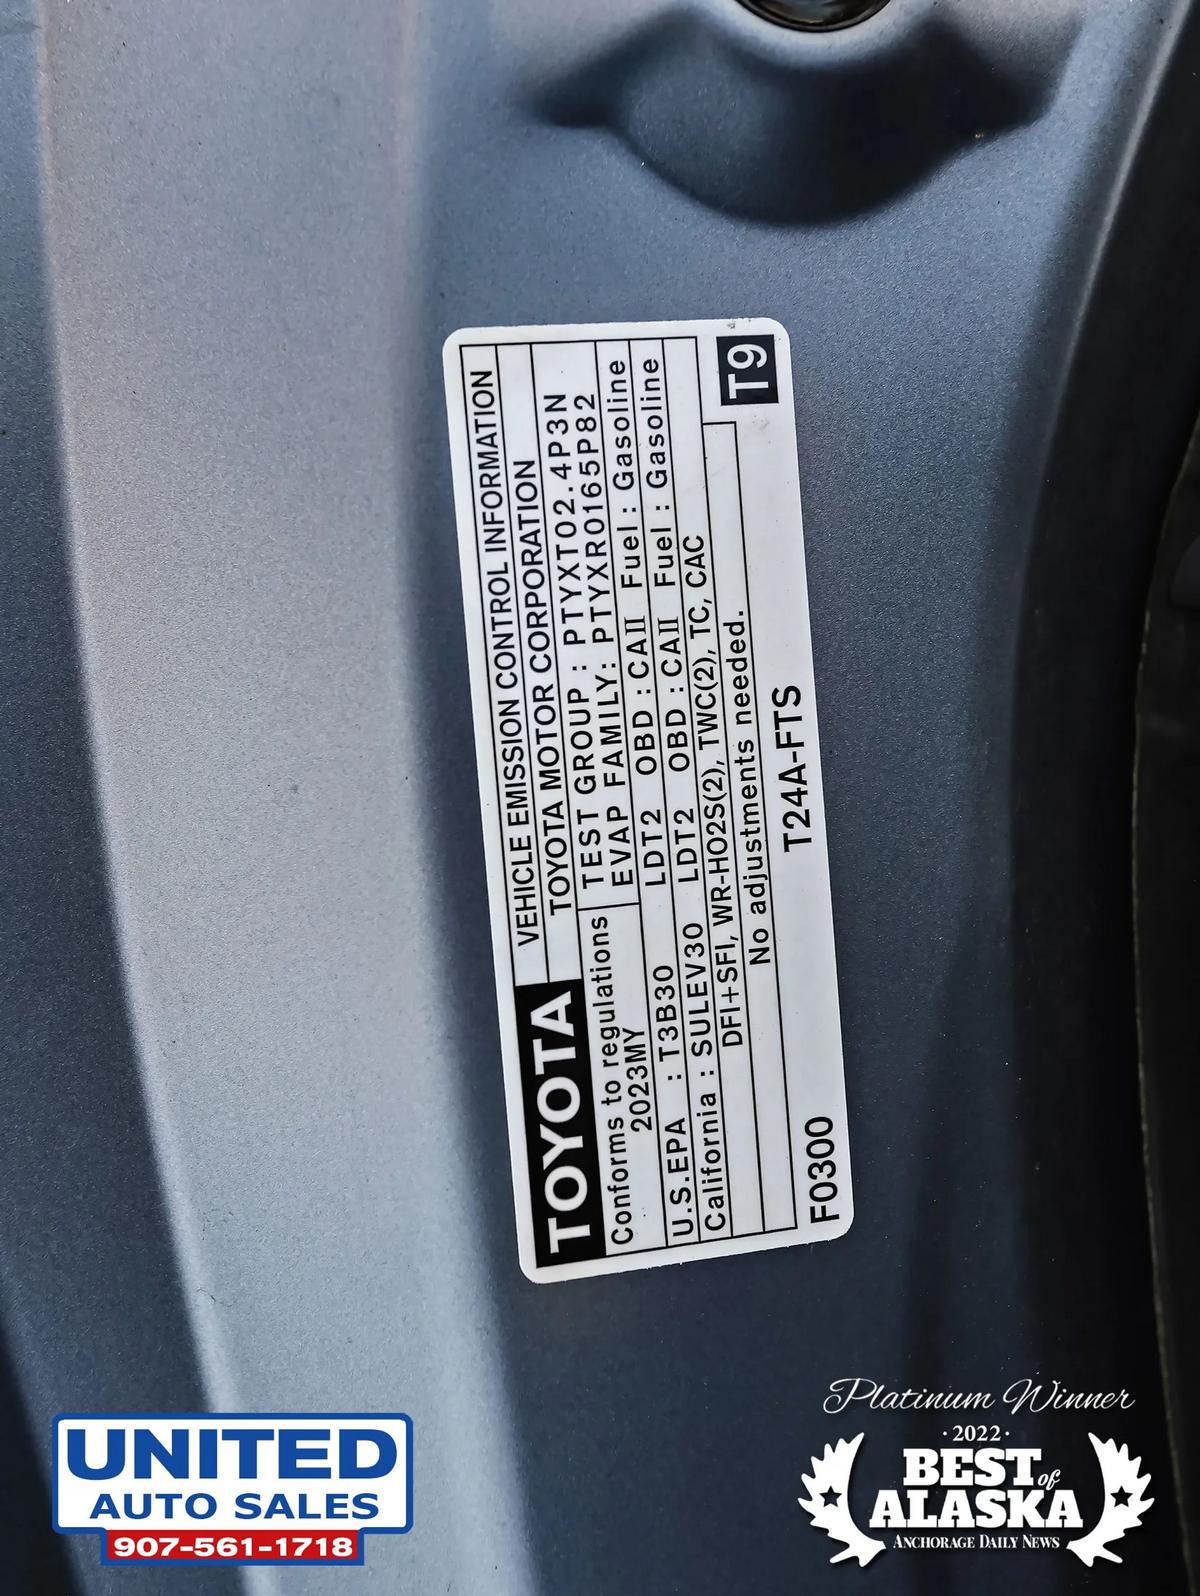 TOYOTA
VEHICLE EMISSION CONTROL INFORMATION
TOYOTA MOTOR CORPORATION
Conforms to regulations
2023MY
TEST GROUP : PTYXT02.4P3N
EVAP FAMILY: PTYXR0165P82
U.S.EPA : T3B30 LDT2 OBD : CAII Fuel : Gasoline
California : SULEV30 LDT2 OBD : CAII Fuel : Gasoline
DFI+SFI, WR-HO2S(2), TWC(2), TC, CAC
No adjustments needed.
T9
F0300 T24A-FTS
UNITED
AUTO SALES
907-561-1718
Platinum Winner
·2022·
BEST of
ALASKA
ANCHORAGE DAILY NEWS